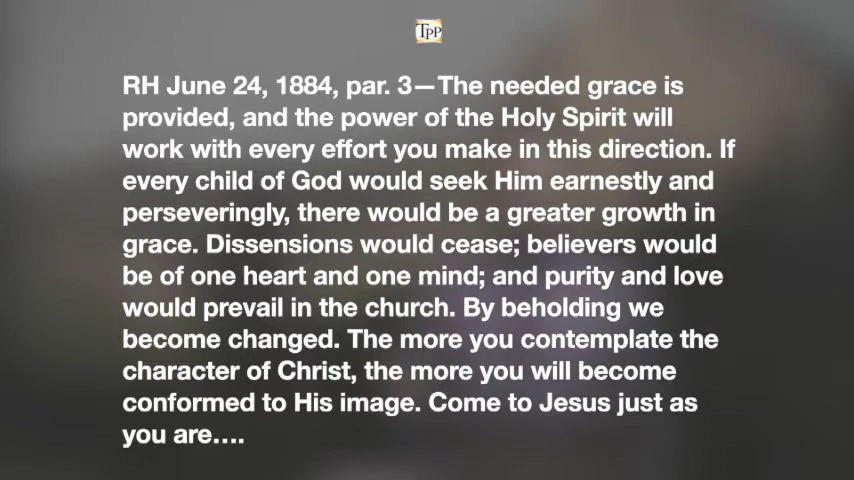 TPP
RH June 24, 1884, par. 3—The needed grace is
provided, and the power of the Holy Spirit will
work with every effort you make in this direction. If
every child of God would seek Him earnestly and
perseveringly, there would be a greater growth in
grace. Dissensions would cease; believers would
be of one heart and one mind; and purity and love
would prevail in the church. By beholding we
become changed. The more you contemplate the
character of Christ, the more you will become
conformed to His image. Come to Jesus just as
you are....